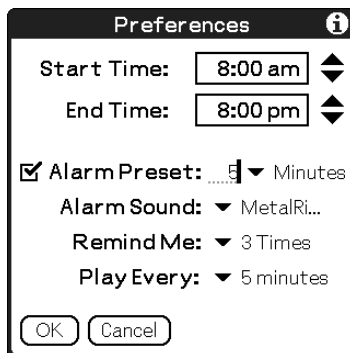 Preferences i
Start Time: 8:00 am
End Time: 8:00 pm
Alarm Preset: 5 Minutes
Alarm Sound: MetalRi...
Remind Me: 3 Times
Play Every: 5 minutes
OK Cancel